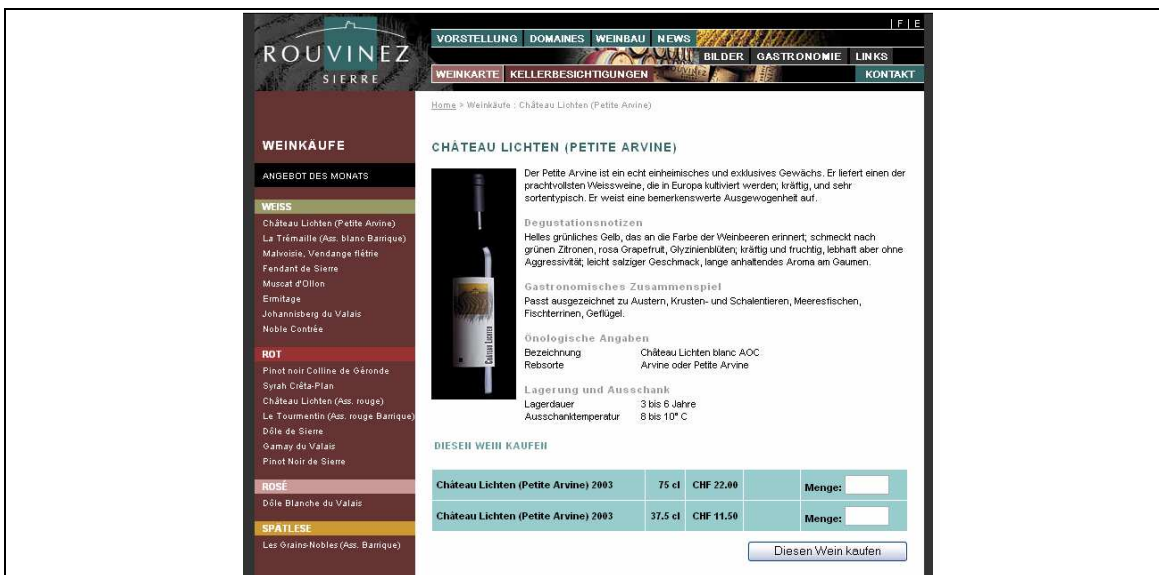 | F | E
ROUVINEZ
SIERRE
VORSTELLUNG DOMAINES WEINBAU NEWS
BILDER GASTRONOMIE LINKS
WEINKARTE KELLERBESICHTIGUNGEN KONTAKT
Home > Weinkäufe : Château Lichten (Petite Arvine)
WEINKÄUFE
ANGEBOT DES MONATS
WEISS
Château Lichten (Petite Arvine)
La Trémaille (Ass. blanc Barrique)
Malvoisie, Vendange flétrie
Fendant de Sierre
Muscat d'Ollon
Ermitage
Johannisberg du Valais
Noble Contrée
ROT
Pinot noir Colline de Géronde
Syrah Crêta-Plan
Château Lichten (Ass. rouge)
Le Tourmentin (Ass. rouge Barrique)
Dôle de Sierre
Gamay du Valais
Pinot Noir de Sierre
ROSÉ
Dôle Blanche du Valais
SPÄTLESE
Les Grains-Nobles (Ass. Barrique)
CHÂTEAU LICHTEN (PETITE ARVINE)
Der Petite Arvine ist ein echt einheimisches und exklusives Gewächs. Er liefert einen der
prachtvollsten Weissweine, die in Europa kultiviert werden; kräftig, und sehr
sortentypisch. Er weist eine bemerkenswerte Ausgewogenheit auf.
Degustationsnotizen
Helles grünliches Gelb, das an die Farbe der Weinbeeren erinnert; schmeckt nach
grünen Zitronen, rosa Grapefruit, Glyzinienblüten; kräftig und fruchtig, lebhaft aber ohne
Aggressivität; leicht salziger Geschmack, lange anhaltendes Aroma am Gaumen.
Gastronomisches Zusammenspiel
Passt ausgezeichnet zu Austern, Krusten- und Schalentieren, Meeresfischen,
Fischterrinen, Geflügel.
Önologische Angaben
Bezeichnung Château Lichten blanc AOC
Rebsorte Arvine oder Petite Arvine
Lagerung und Ausschank
Lagerdauer 3 bis 6 Jahre
Ausschanktemperatur 8 bis 10° C
CHÂTEAU LICHTEN
DIESEN WEIN KAUFEN
Château Lichten (Petite Arvine) 2003 75 cl CHF 22.00 Menge:
Château Lichten (Petite Arvine) 2003 37.5 cl CHF 11.50 Menge:
Diesen Wein kaufen